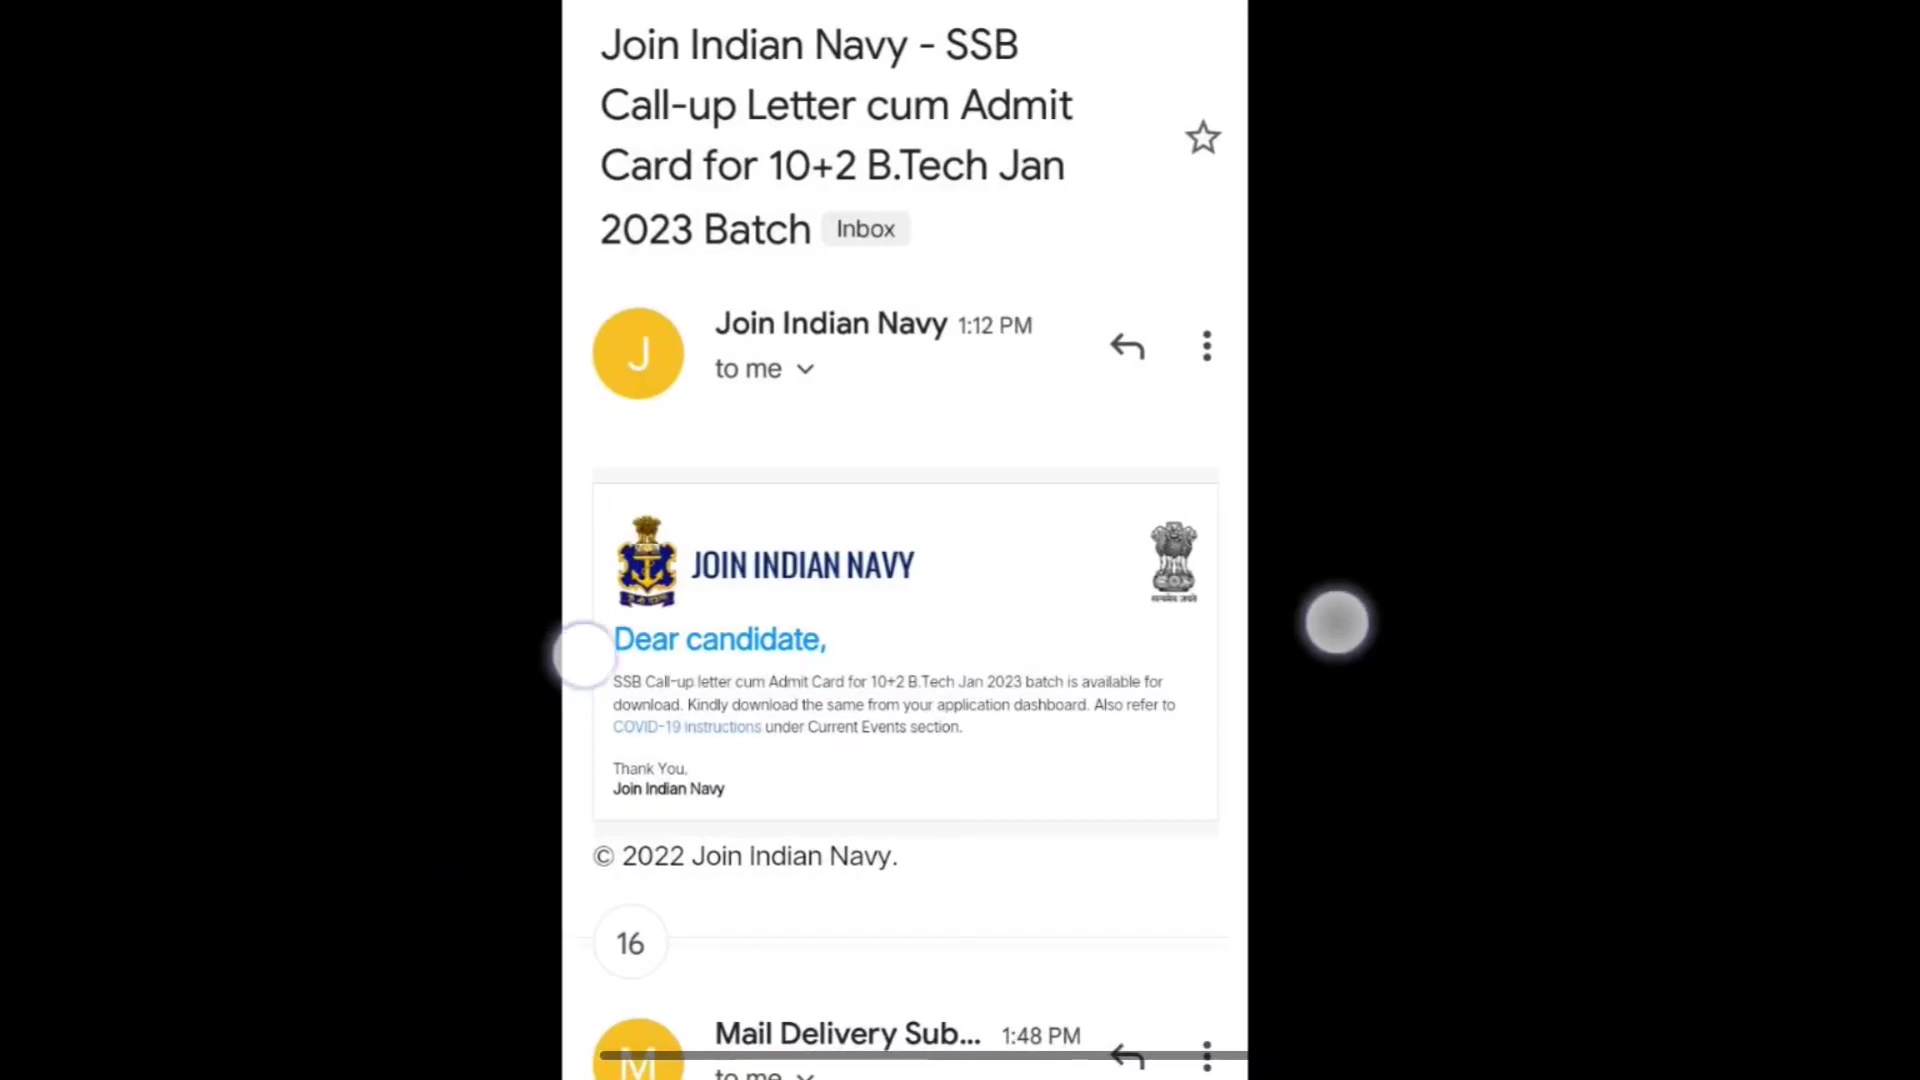 Join Indian Navy - SSB
Call-up Letter cum Admit
Card for 10+2 B.Tech Jan
2023 Batch Inbox
J
Join Indian Navy 1:12 PM
to me
JOIN INDIAN NAVY
Dear candidate,
SSB Call-up letter cum Admit Card for 10+2 B.Tech Jan 2023 batch is available for
download. Kindly download the same from your application dashboard. Also refer to
COVID-19 instructions under Current Events section.
Thank You,
Join Indian Navy
© 2022 Join Indian Navy.
16
M
Mail Delivery Sub... 1:48 PM
to me